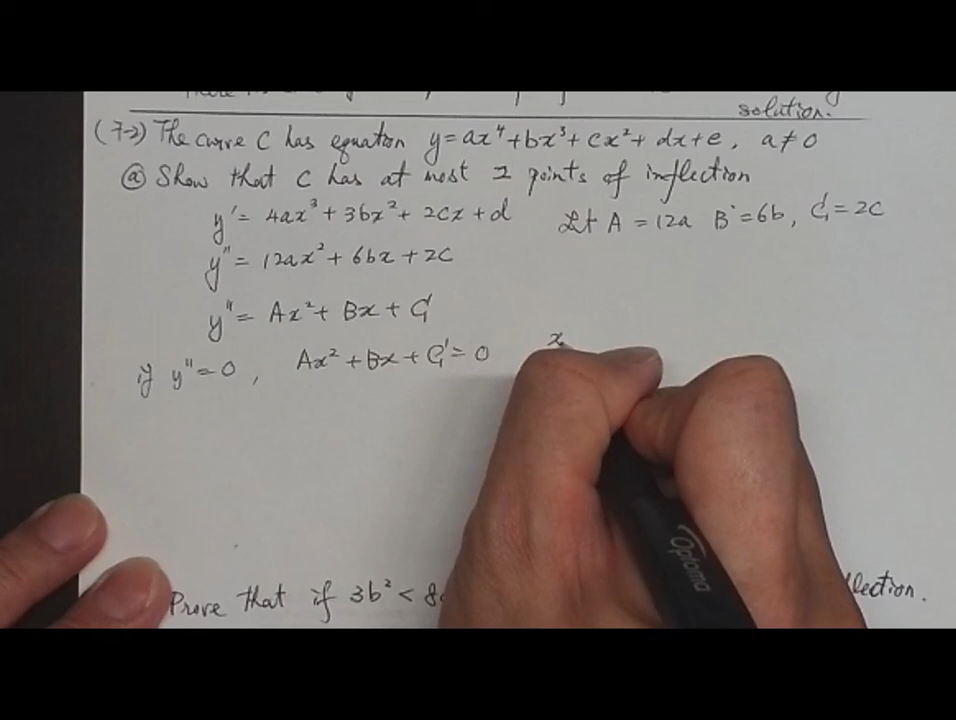 solution.
(7-2) The curve C has equation y=ax⁴+bx³+cx²+dx+e, a≠0
ⓐ Show that C has at most 2 points of inflection
y' = 4ax³+3bx²+2cx+d Let A=12a B=6b, C₁=2c
y'' = 12ax²+6bx+2c
y'' = Ax²+Bx+C₁
if y''=0, Ax²+Bx+C₁=0 x
Optoma
Prove that if 3b²<8